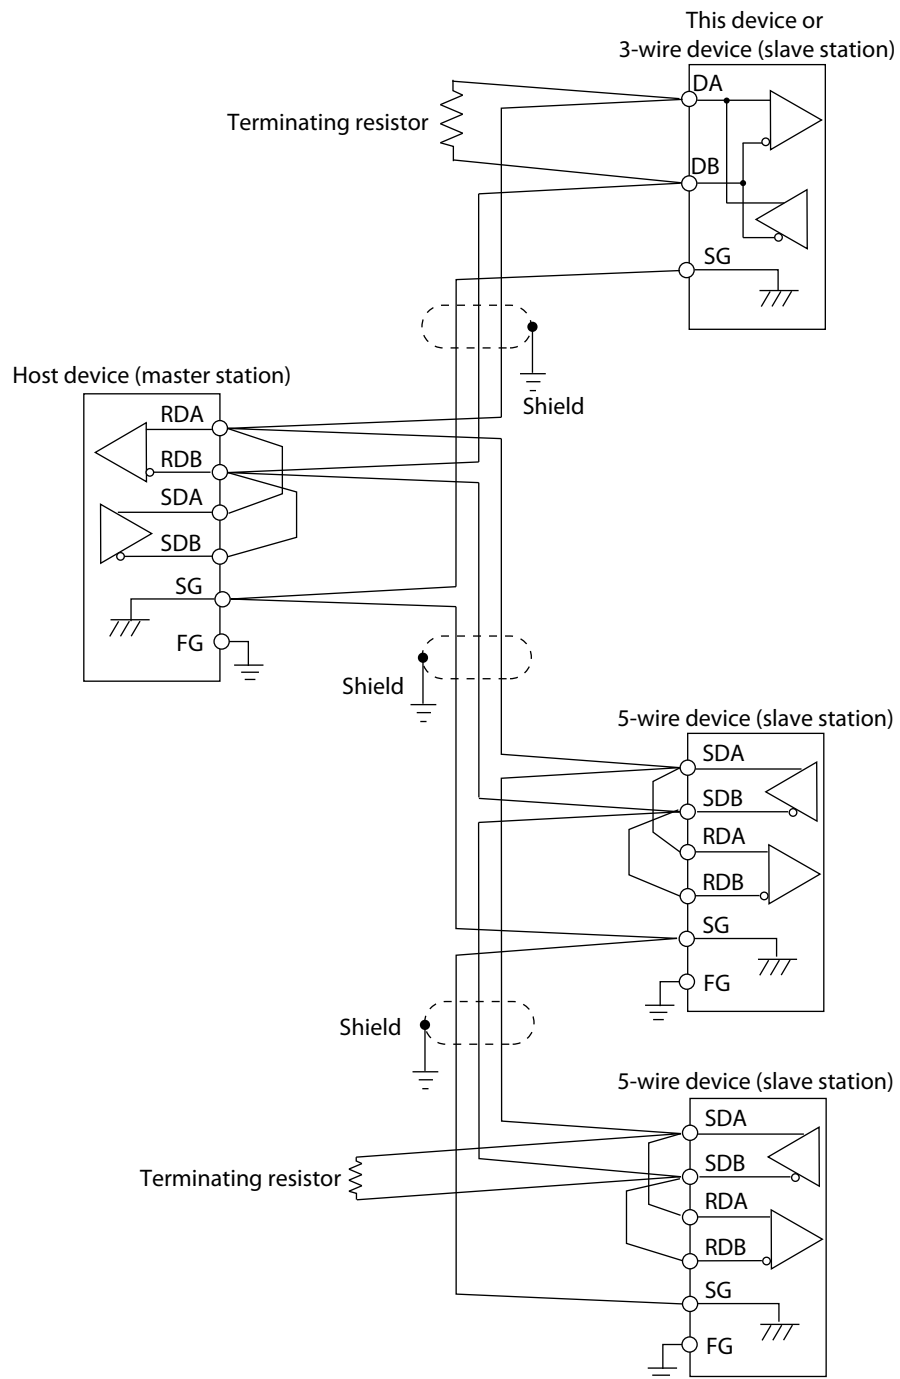 This device or
3-wire device (slave station)
DA
Terminating resistor
DB
SG
Shield
Host device (master station)
RDA
RDB
SDA
SDB
SG
FG
Shield
5-wire device (slave station)
SDA
SDB
RDA
RDB
SG
FG
Shield
5-wire device (slave station)
SDA
SDB
Terminating resistor
RDA
RDB
SG
FG